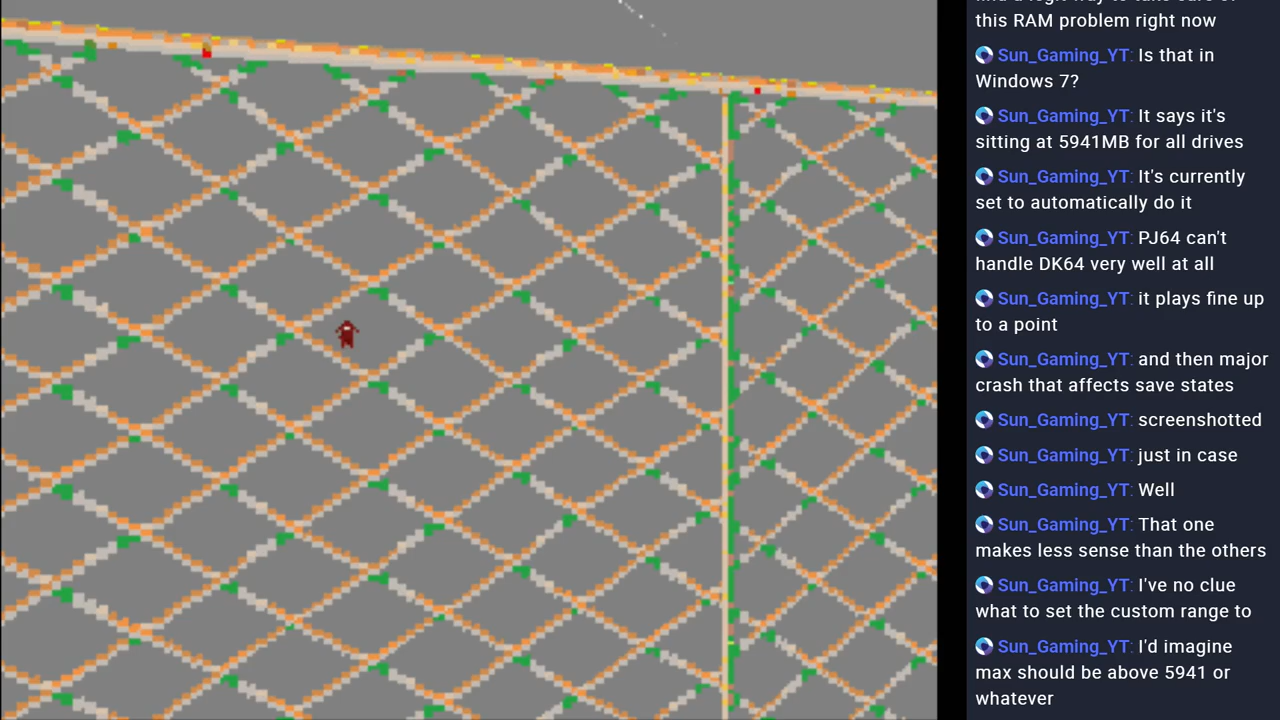 this RAM problem right now
Sun_Gaming_YT: Is that in
Windows 7?
Sun_Gaming_YT: It says it's
sitting at 5941MB for all drives
Sun_Gaming_YT: It's currently
set to automatically do it
Sun_Gaming_YT: PJ64 can't
handle DK64 very well at all
Sun_Gaming_YT: it plays fine up
to a point
Sun_Gaming_YT: and then major
crash that affects save states
Sun_Gaming_YT: screenshotted
Sun_Gaming_YT: just in case
Sun_Gaming_YT: Well
Sun_Gaming_YT: That one
makes less sense than the others
Sun_Gaming_YT: I've no clue
what to set the custom range to
Sun_Gaming_YT: I'd imagine
max should be above 5941 or
whatever